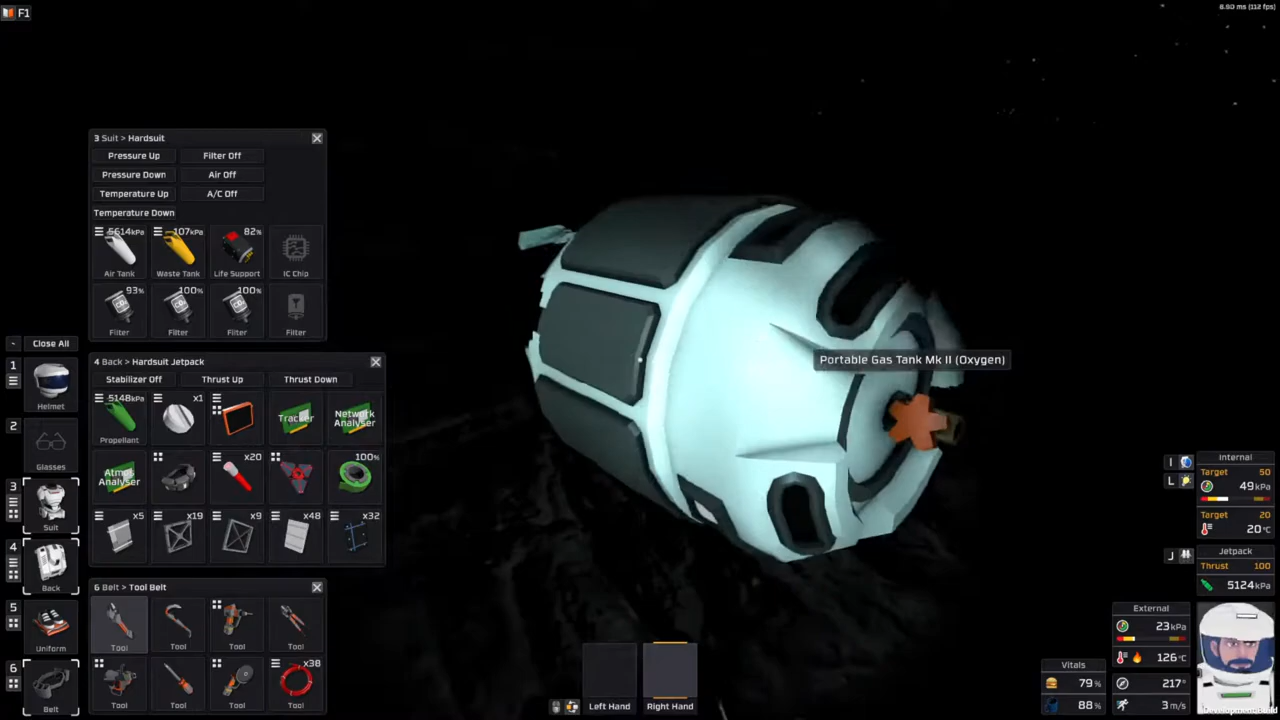 F1
8.90 ms (112 fps)
3 Suit > Hardsuit
Pressure Up
Filter Off
Pressure Down
Air Off
Temperature Up
A/C Off
Temperature Down
5614kPa
107kPa
82%
Air Tank
Waste Tank
Life Support
IC Chip
93%
100%
100%
Filter
Filter
Filter
Filter
~
Close All
1
Helmet
2
Glasses
3
Suit
4
Back
5
Uniform
6
Belt
4 Back > Hardsuit Jetpack
Stabilizer Off
Thrust Up
Thrust Down
5148kPa
x1
Propellant
Tracker
Network
Analyser
Atmos
Analyser
x20
100%
x5
x19
x9
x48
x32
6 Belt > Tool Belt
Tool
Tool
Tool
Tool
x38
Tool
Tool
Tool
Tool
Portable Gas Tank Mk II (Oxygen)
Left Hand
Right Hand
I
L
Internal
Target 50
49kPa
Target 20
20°C
J
Jetpack
Thrust 100
5124kPa
External
23kPa
126°C
217°
3m/s
Vitals
79%
88%